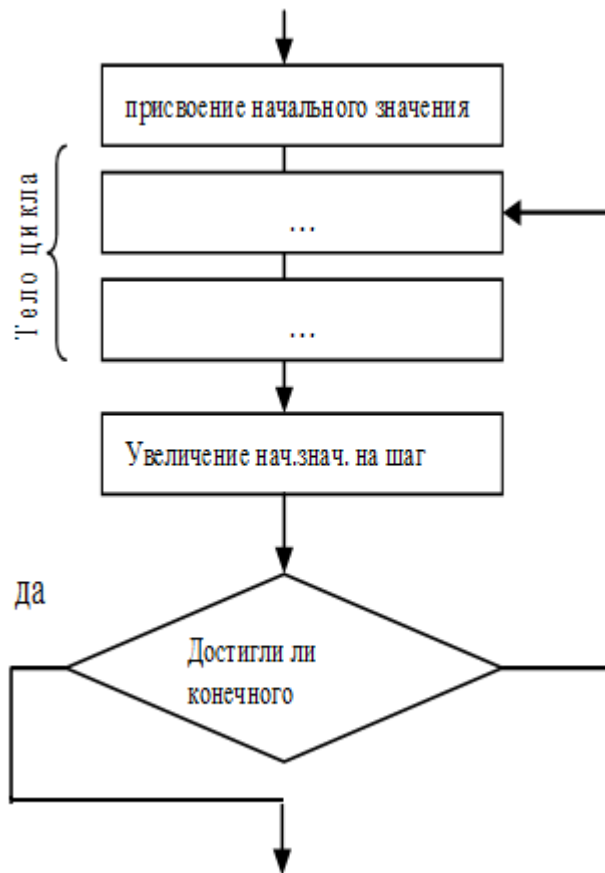 присвоение начального значения
Тело цикла
...
...
Увеличение нач.знач. на шаг
да
Достигли ли
конечного